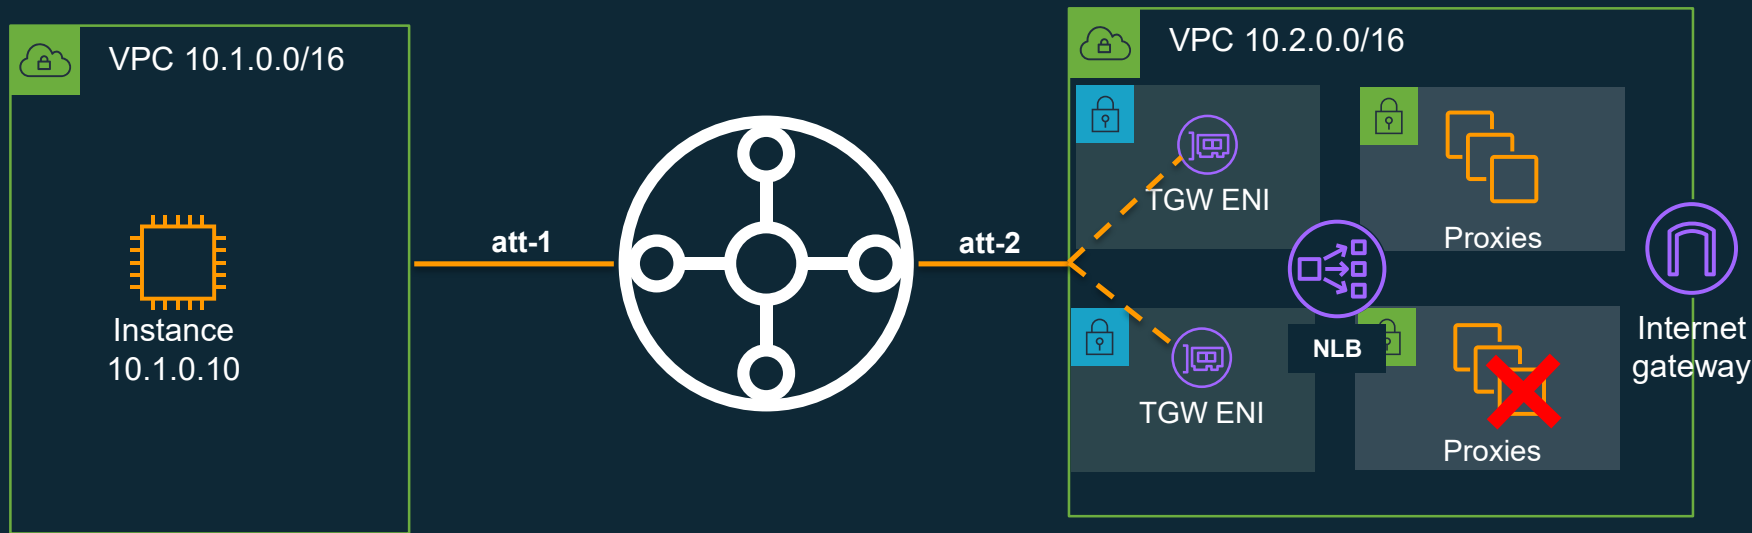 VPC 10.1.0.0/16
Instance
10.1.0.10
att-1
att-2
VPC 10.2.0.0/16
TGW ENI
Proxies
TGW ENI
NLB
Proxies
Internet
gateway